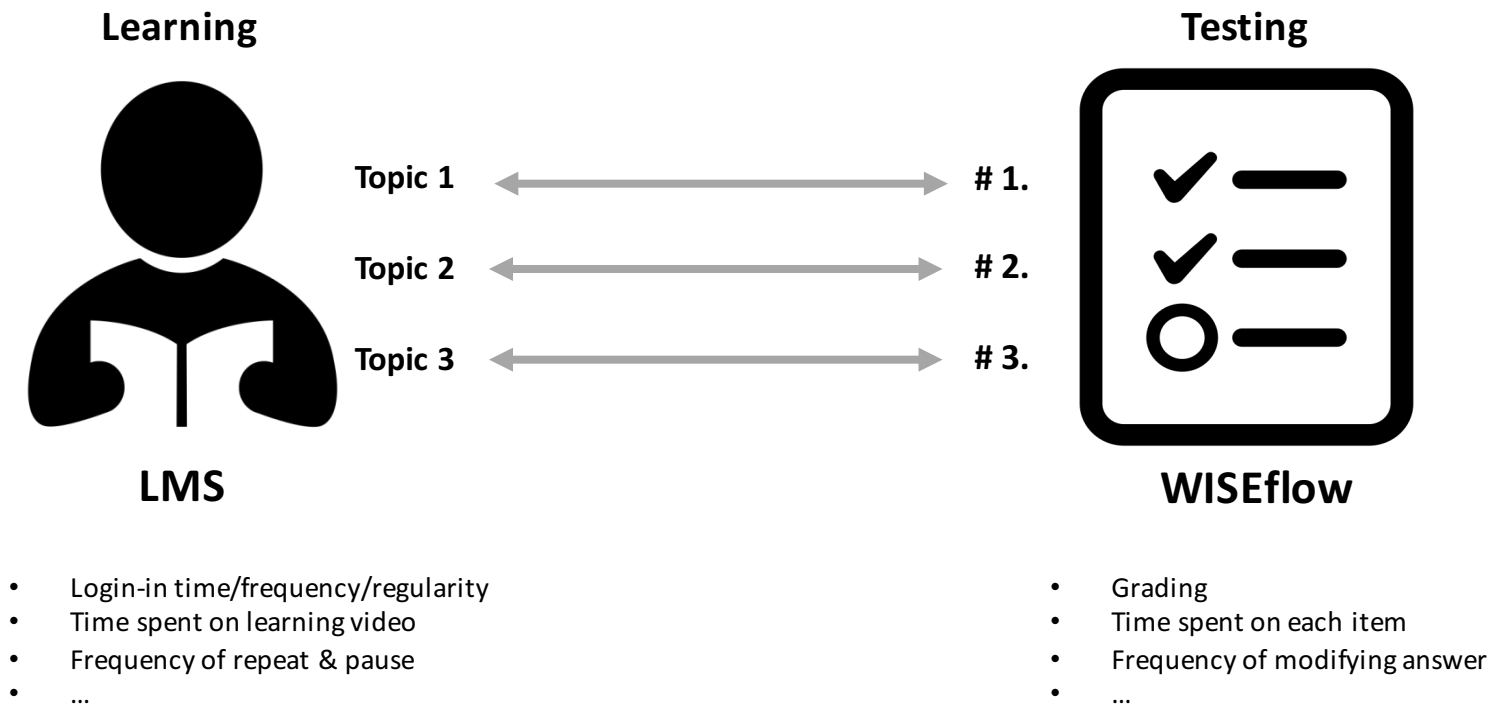 Learning
Testing
Topic 1
# 1.
Topic 2
# 2.
Topic 3
# 3.
LMS
WISEflow
• Login-in time/frequency/regularity
• Time spent on learning video
• Frequency of repeat & pause
• ...
• Grading
• Time spent on each item
• Frequency of modifying answer
• ...